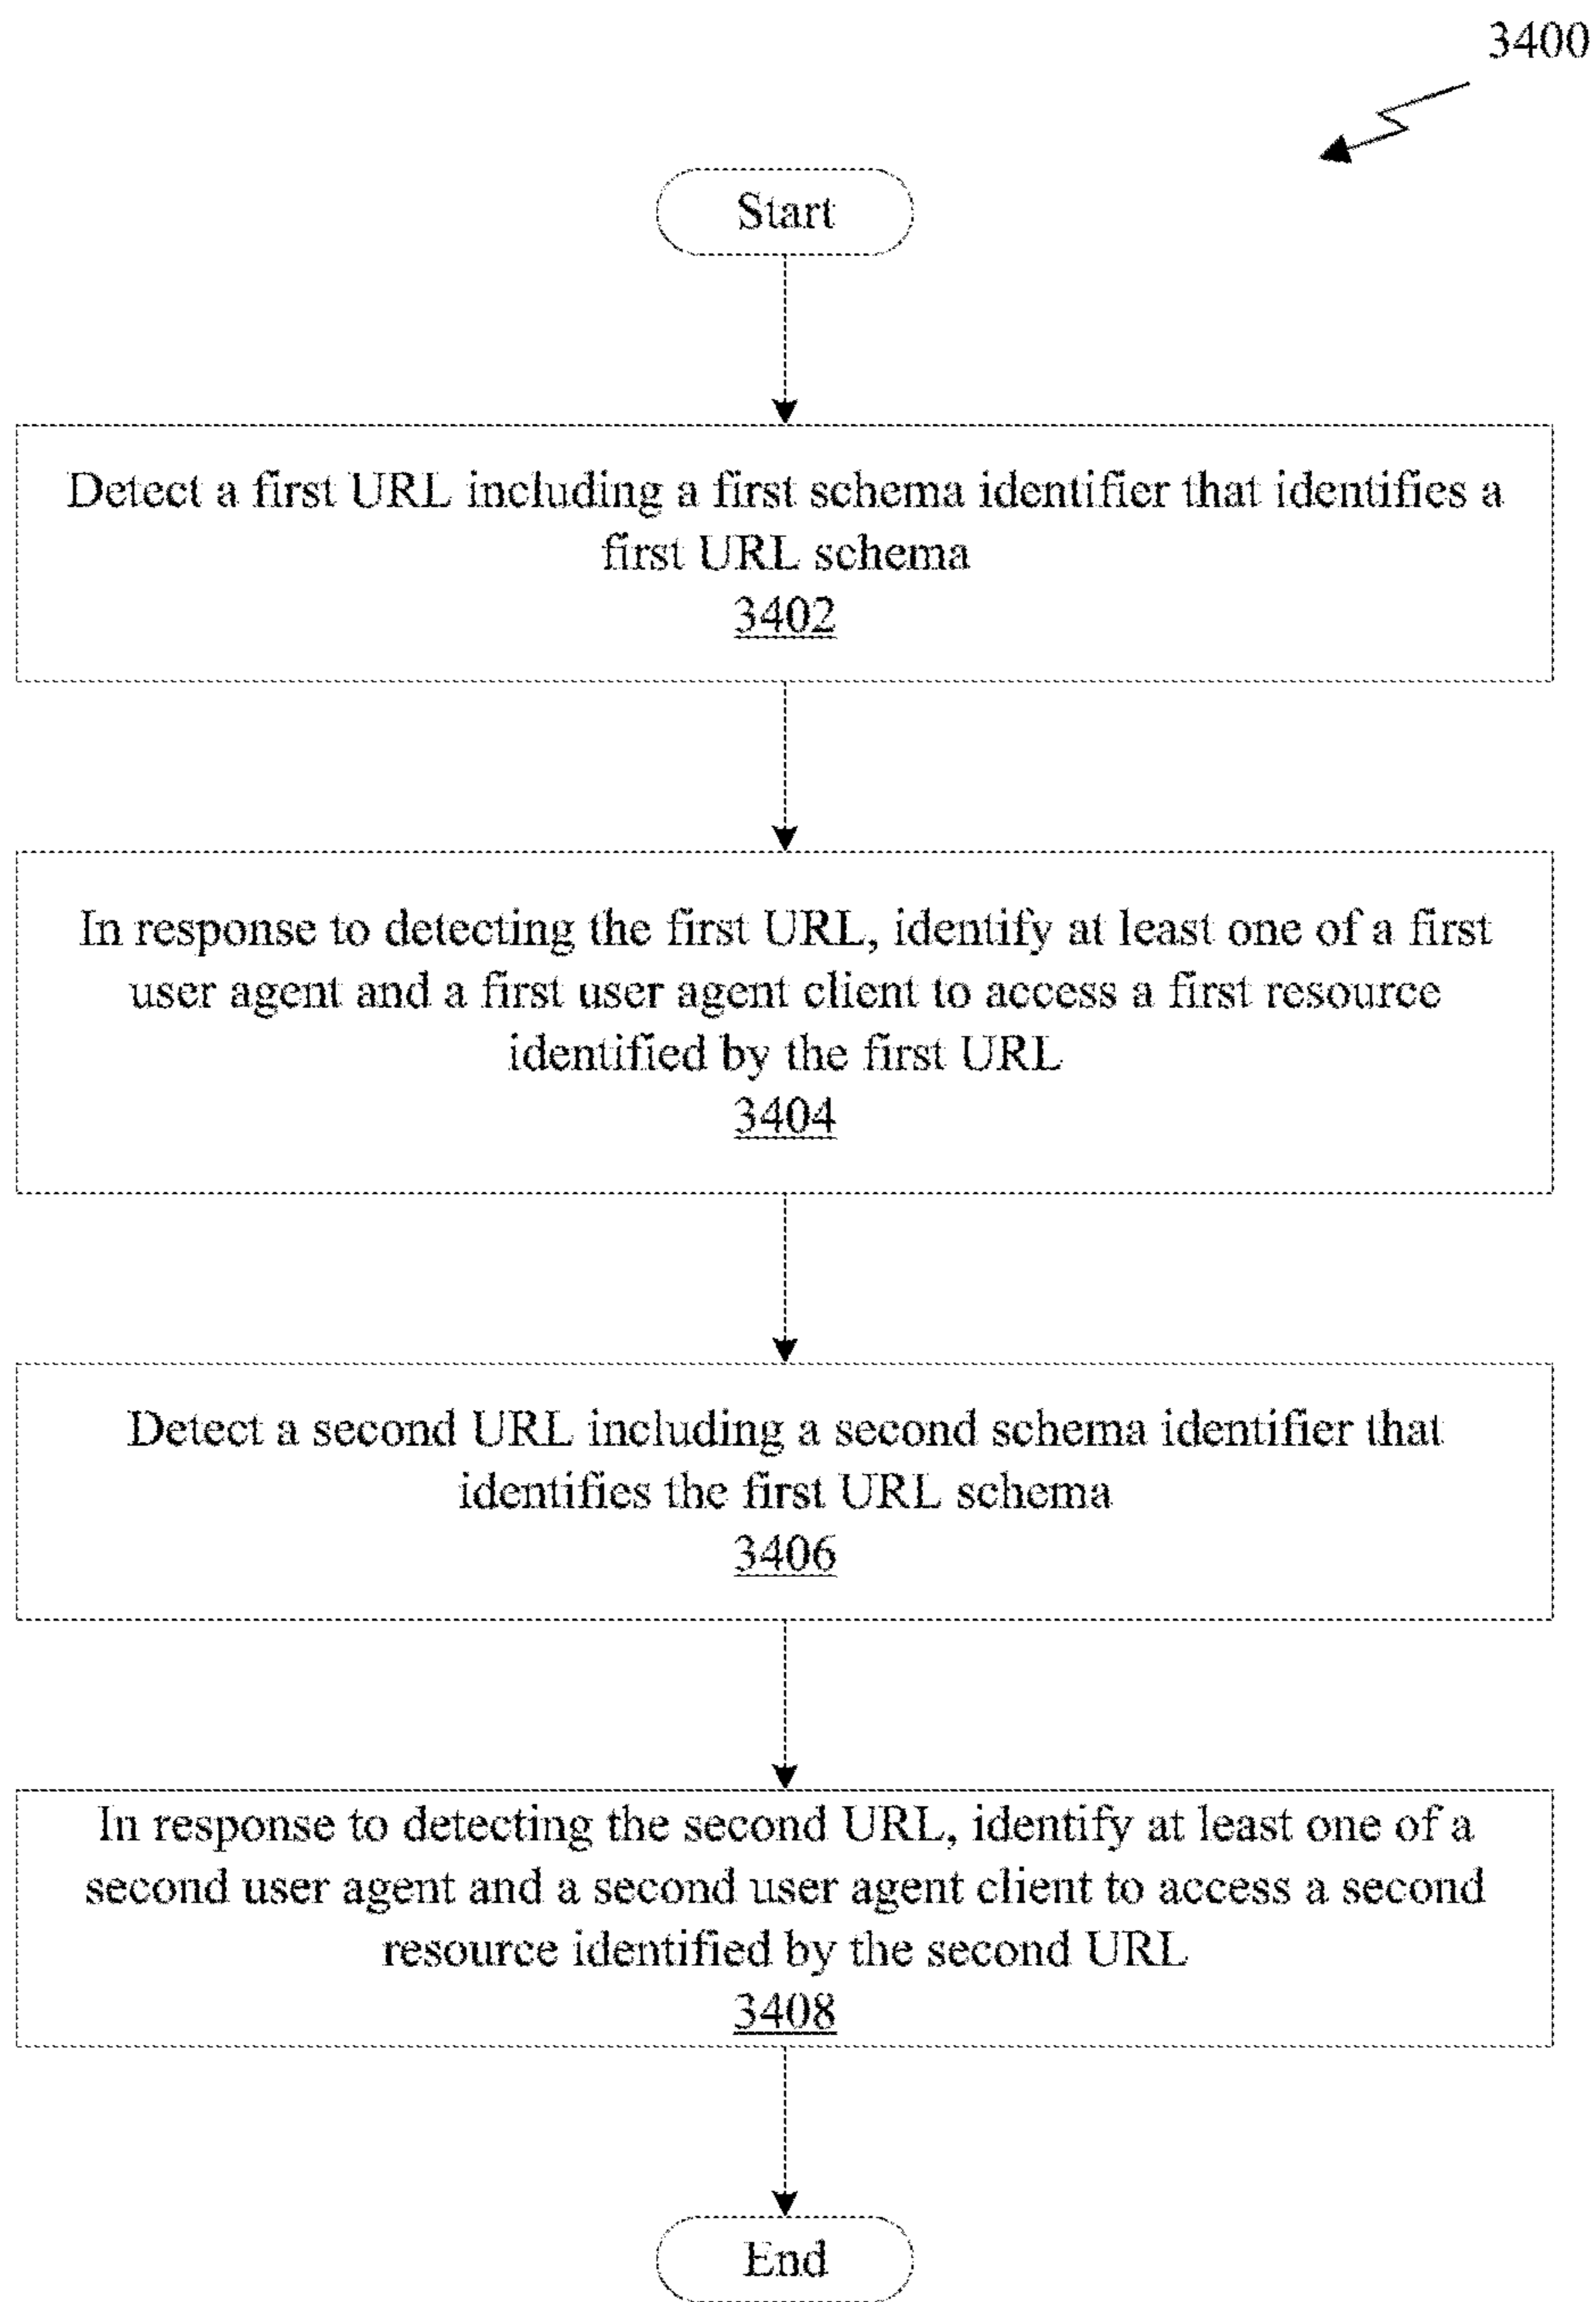 3400
Start
Detect a first URL including a first schema identifier that identifies a
first URL schema
3402
In response to detecting the first URL, identify at least one of a first
user agent and a first user agent client to access a first resource
identified by the first URL
3404
Detect a second URL including a second schema identifier that
identifies the first URL schema
3406
In response to detecting the second URL, identify at least one of a
second user agent and a second user agent client to access a second
resource identified by the second URL
3408
End